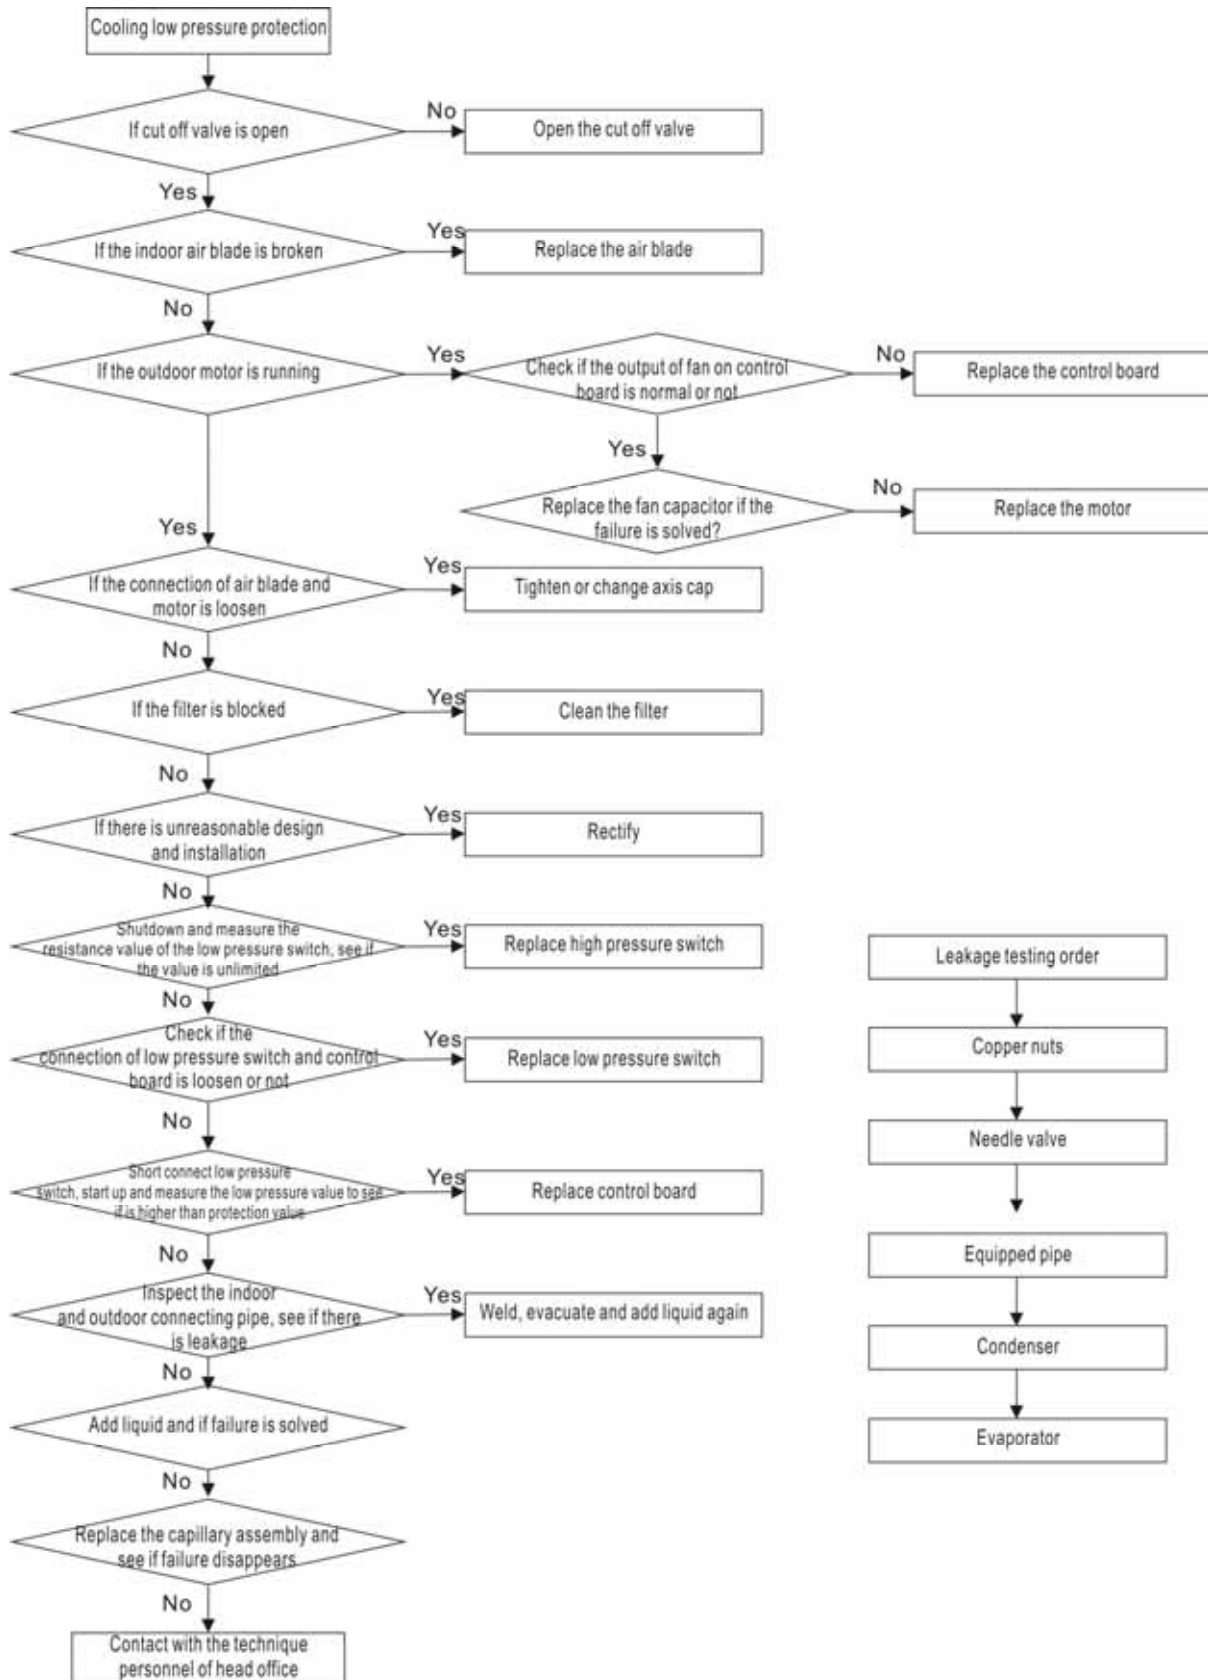 Cooling low pressure protection
If cut off valve is open
No
Open the cut off valve
Yes
If the indoor air blade is broken
Yes
Replace the air blade
No
If the outdoor motor is running
Yes
Check if the output of fan on control
board is normal or not
No
Replace the control board
Yes
Replace the fan capacitor if the
failure is solved?
No
Replace the motor
Yes
If the connection of air blade and
motor is loosen
Yes
Tighten or change axis cap
No
If the filter is blocked
Yes
Clean the filter
No
If there is unreasonable design
and installation
Yes
Rectify
No
Shutdown and measure the
resistance value of the low pressure switch, see if
the value is unlimited
Yes
Replace high pressure switch
No
Check if the
connection of low pressure switch and control
board is loosen or not
Yes
Replace low pressure switch
No
Short connect low pressure
switch, start up and measure the low pressure value to see
if is higher than protection value
Yes
Replace control board
No
Inspect the indoor
and outdoor connecting pipe, see if there
is leakage
Yes
Weld, evacuate and add liquid again
No
Add liquid and if failure is solved
No
Replace the capillary assembly and
see if failure disappears
No
Contact with the technique
personnel of head office
Leakage testing order
Copper nuts
Needle valve
Equipped pipe
Condenser
Evaporator